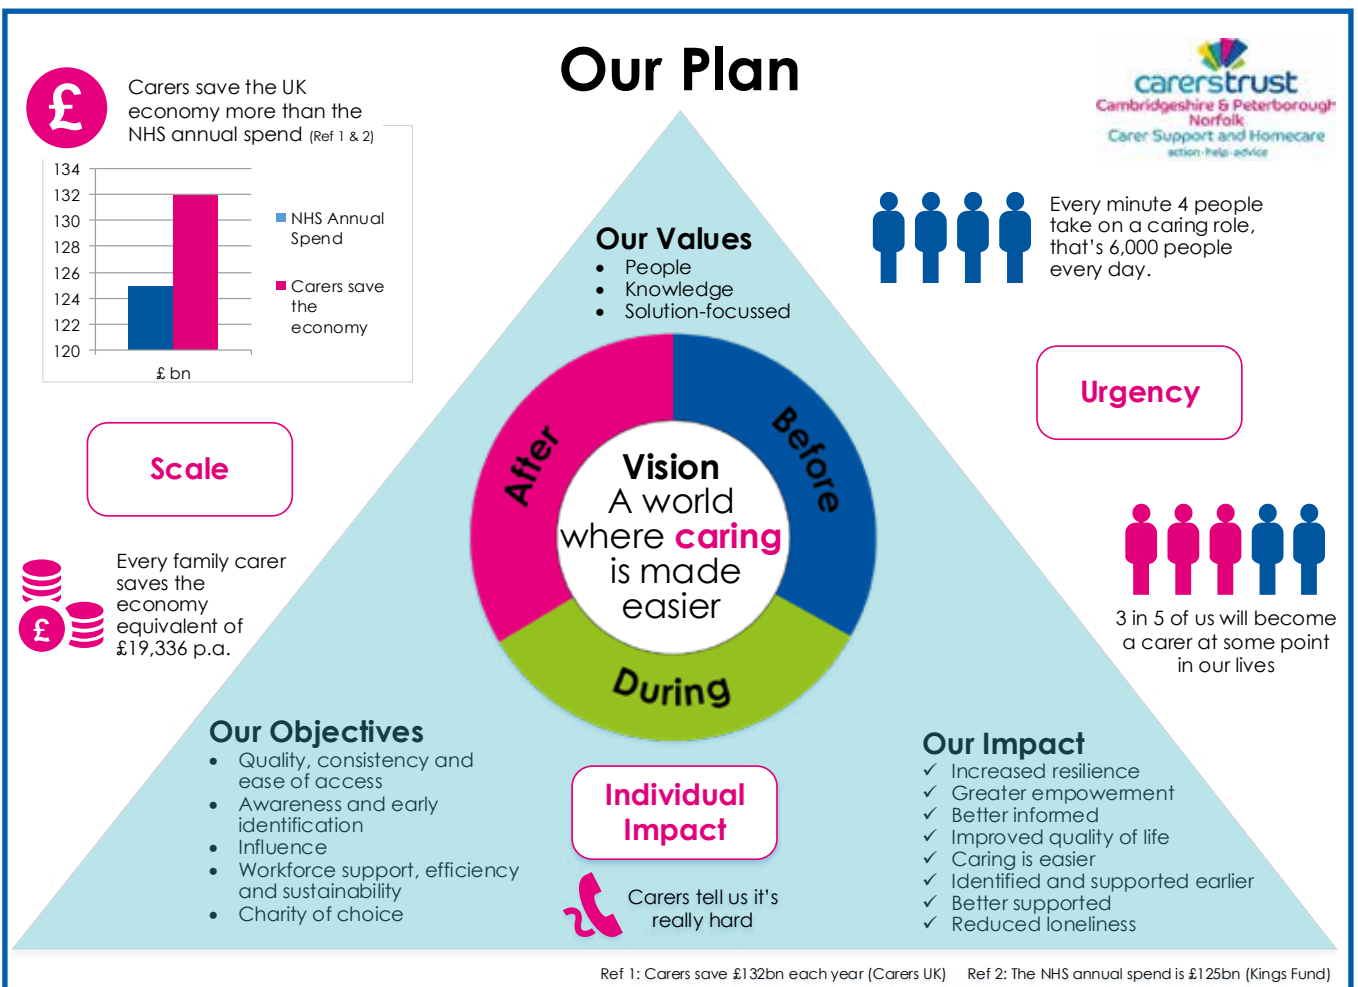 Our Plan
£
Carers save the UK
economy more than the
NHS annual spend (Ref 1 & 2)
134
132
130
128
126
124
122
120
£ bn
NHS Annual
Spend
Carers save
the
economy
carerstrust
Cambridgeshire & Peterborough
Norfolk
Carer Support and Homecare
action·help·advice
Every minute 4 people
take on a caring role,
that's 6,000 people
every day.
Our Values
• People
• Knowledge
• Solution-focussed
Urgency
Scale
After
Before
During
Vision
A world
where caring
is made
easier
£
Every family carer
saves the
economy
equivalent of
£19,336 p.a.
3 in 5 of us will become
a carer at some point
in our lives
Our Objectives
• Quality, consistency and
ease of access
• Awareness and early
identification
• Influence
• Workforce support, efficiency
and sustainability
• Charity of choice
Individual
Impact
Carers tell us it's
really hard
Our Impact
✓ Increased resilience
✓ Greater empowerment
✓ Better informed
✓ Improved quality of life
✓ Caring is easier
✓ Identified and supported earlier
✓ Better supported
✓ Reduced loneliness
Ref 1: Carers save £132bn each year (Carers UK) Ref 2: The NHS annual spend is £125bn (Kings Fund)